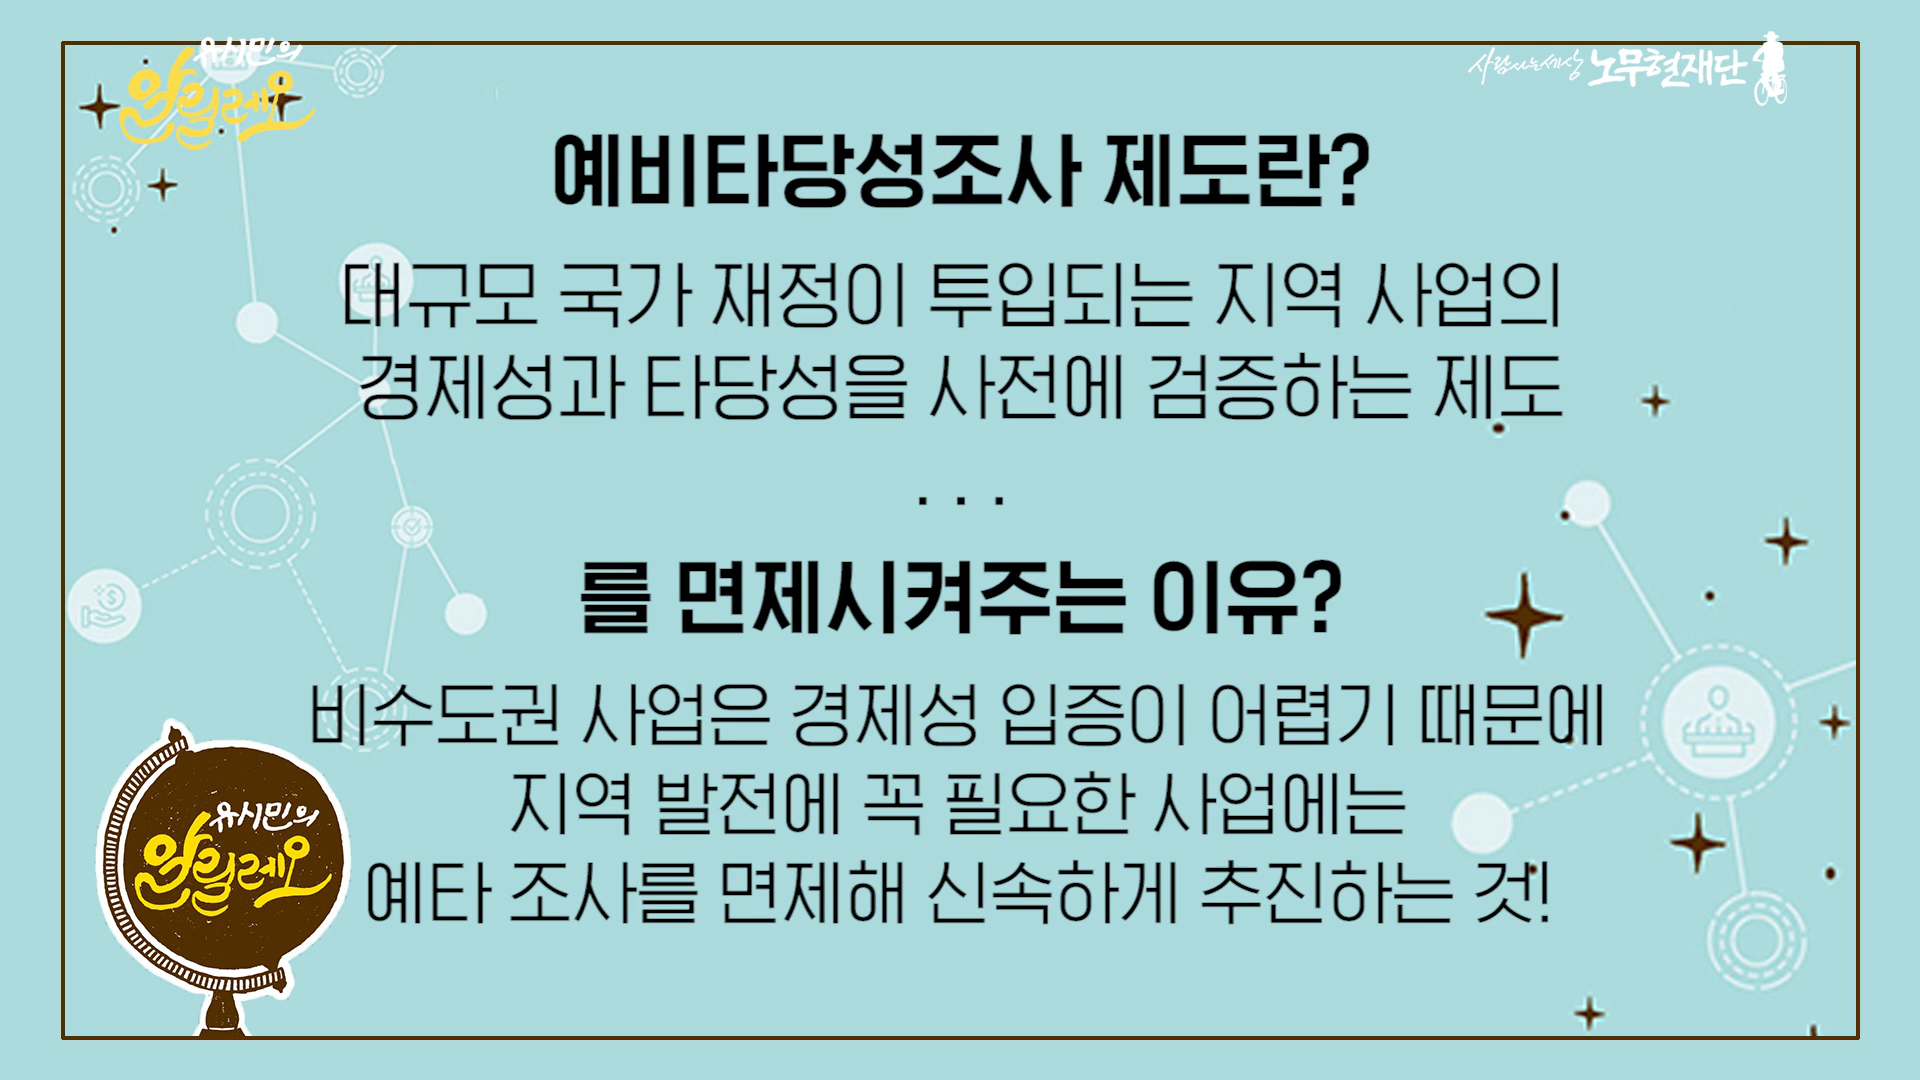 유시민의
알릴레오
사람사는세상 노무현재단
예비타당성조사 제도란?
대규모 국가 재정이 투입되는 지역 사업의
경제성과 타당성을 사전에 검증하는 제도
. . .
를 면제시켜주는 이유?
비수도권 사업은 경제성 입증이 어렵기 때문에
지역 발전에 꼭 필요한 사업에는
예타 조사를 면제해 신속하게 추진하는 것!
유시민의
알릴레오